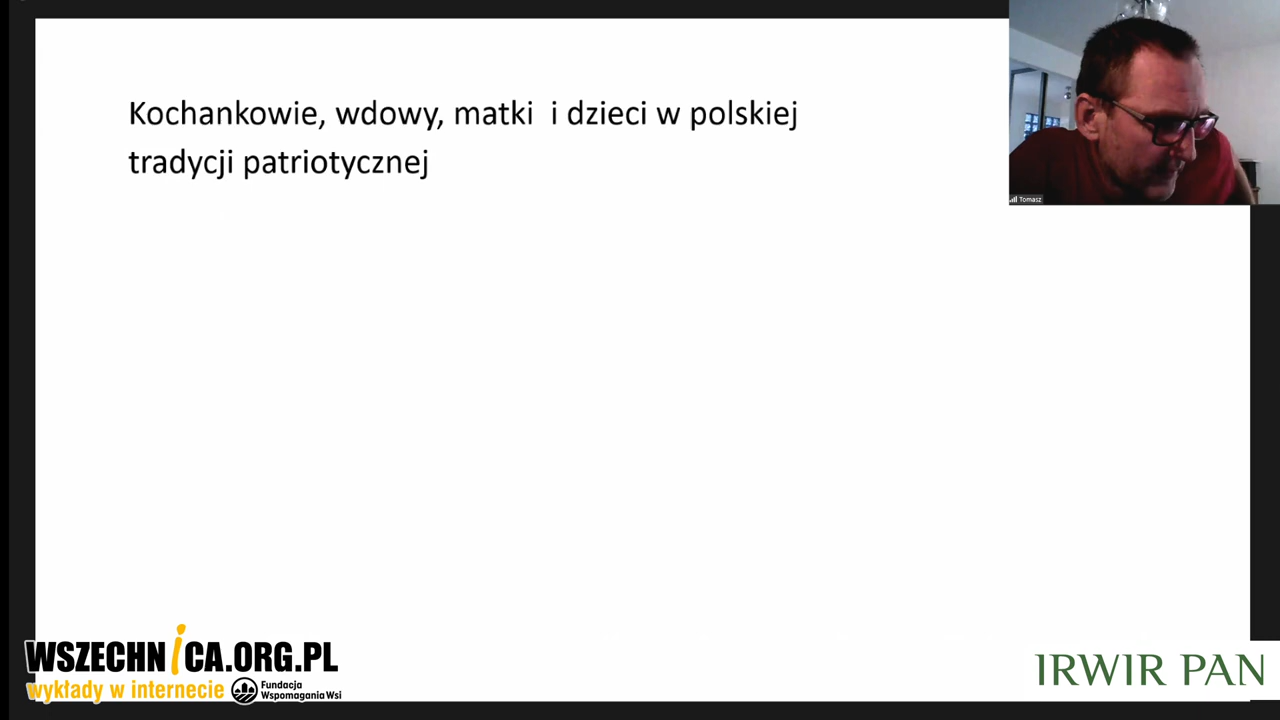 Kochankowie, wdowy, matki i dzieci w polskiej
tradycji patriotycznej
Tomasz
WSZECHNiCA.ORG.PL
wykłady w internecie
Fundacja
Wspomagania Wsi
IRWIR PAN